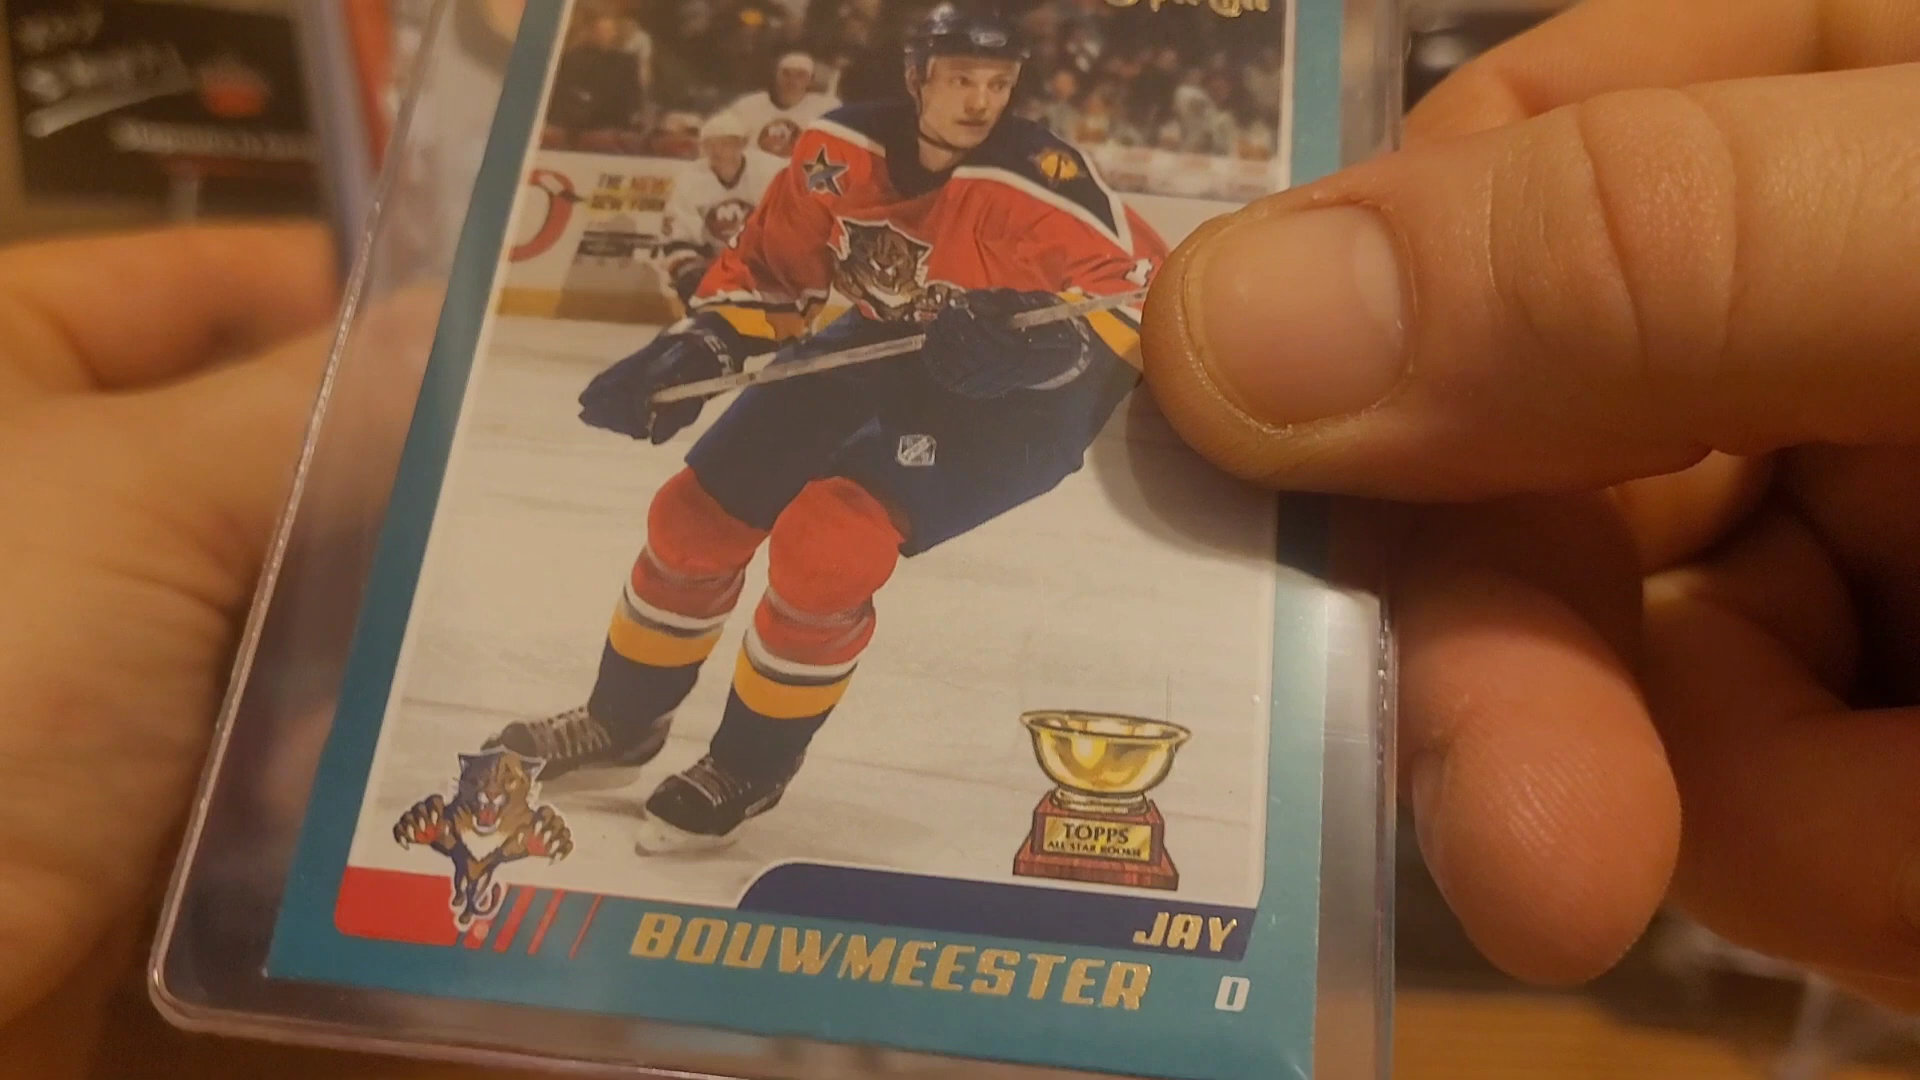 THE NEW
NEW YORK
TOPPS
ALL STAR ROOKIE
JAY
BOUWMEESTER D